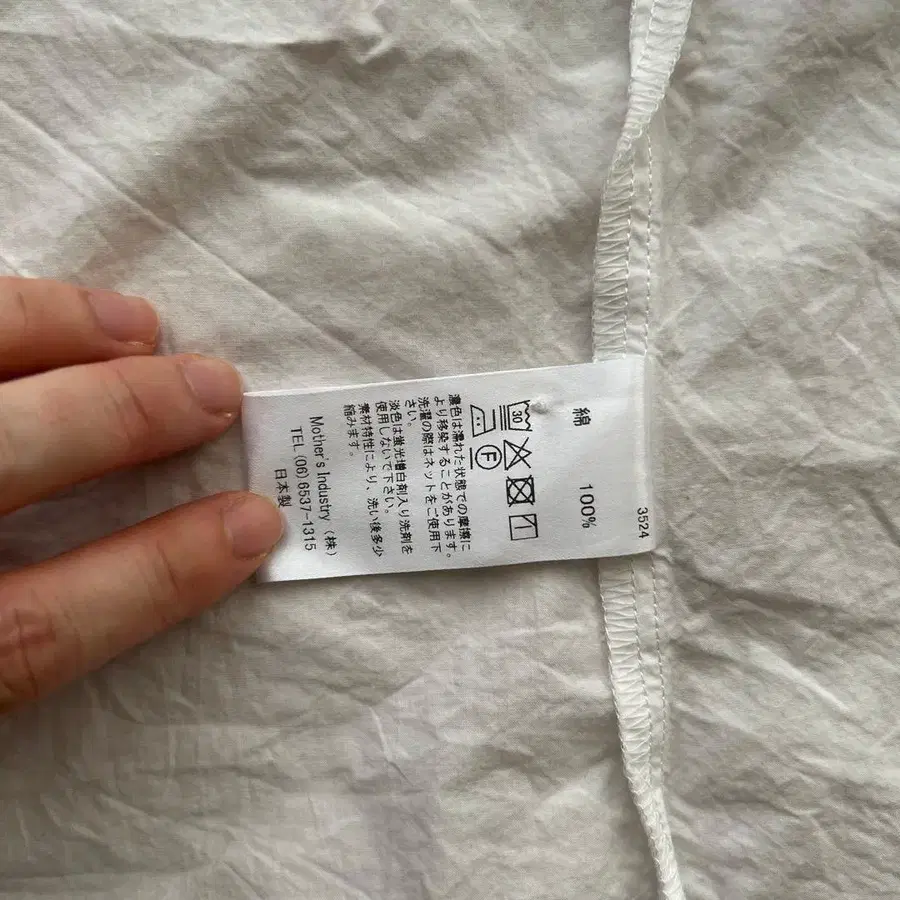 3524
綿 100%
30
F
濃色は濡れた状態での摩擦に
より移染することがあります。
洗濯の際はネットをご使用下
さい。
淡色は蛍光増白剤入り洗剤を
使用しないで下さい。
素材特性により、洗い後多少
縮みます。
Mother's Industry (株)
TEL (06) 6537-1315
日本製